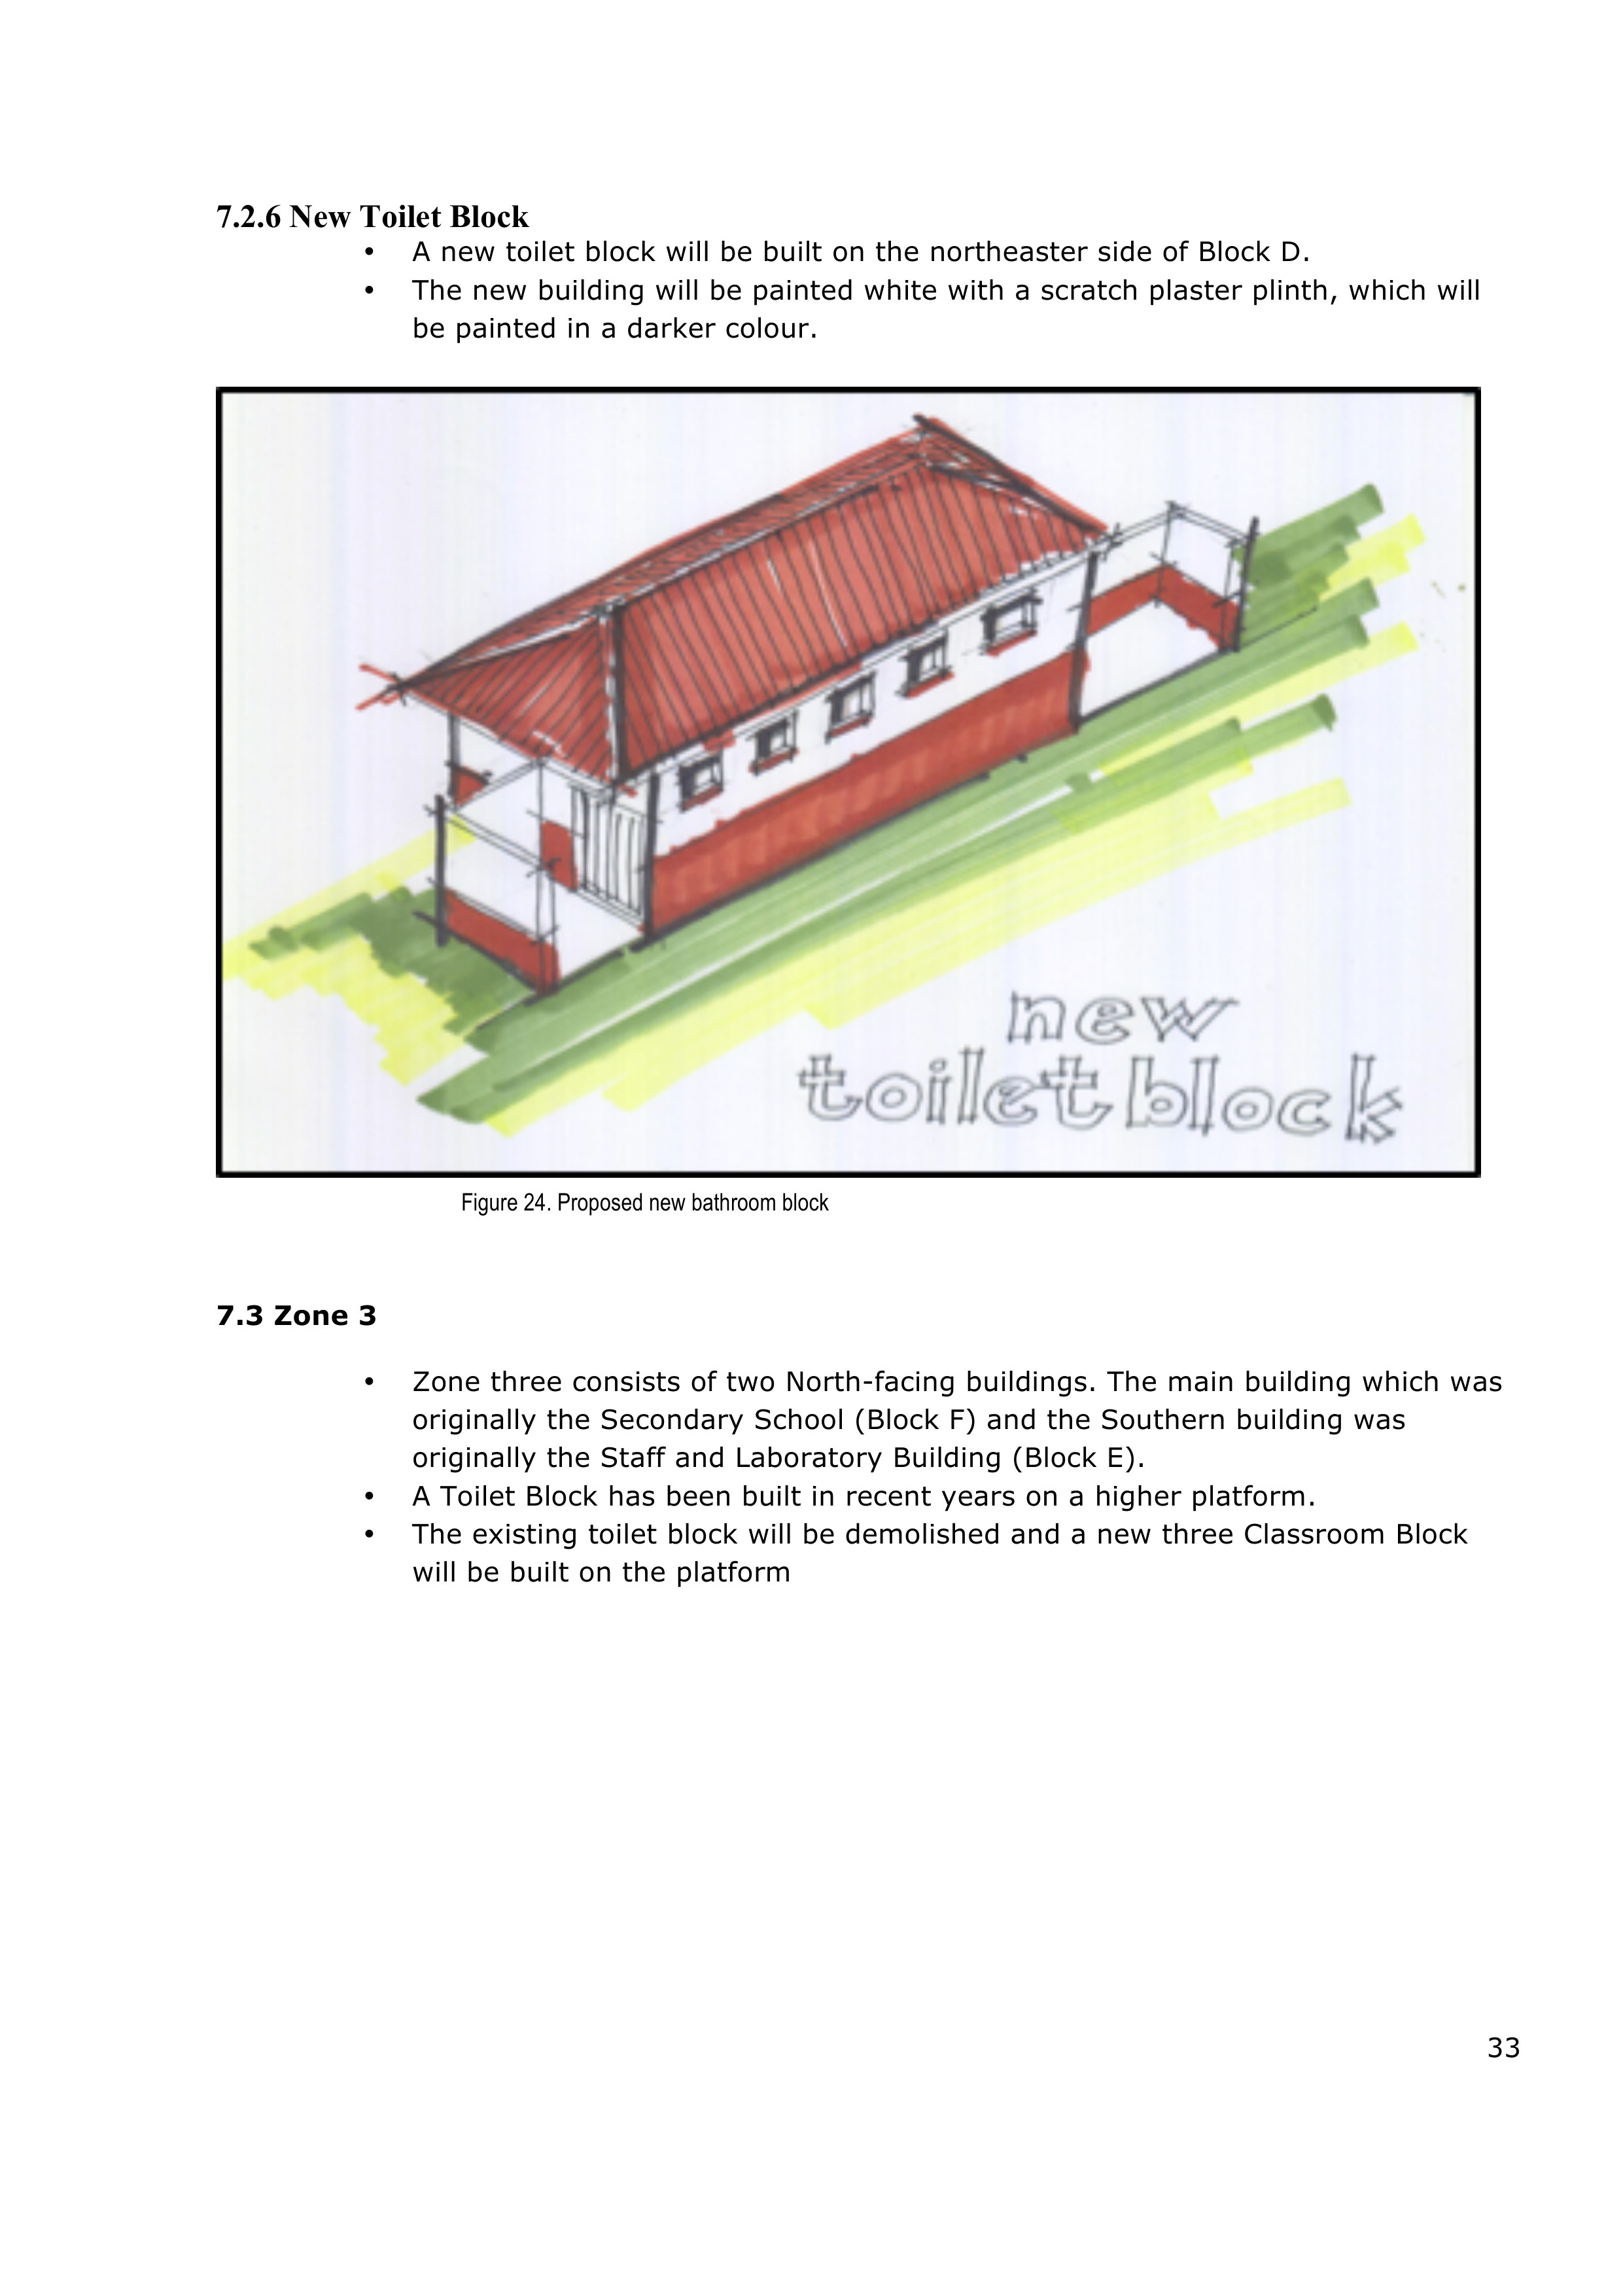 7.2.6 New Toilet Block
• A new toilet block will be built on the northeaster side of Block D.
• The new building will be painted white with a scratch plaster plinth, which will
be painted in a darker colour.
new
toilet block
Figure 24. Proposed new bathroom block
7.3 Zone 3
• Zone three consists of two North-facing buildings. The main building which was
originally the Secondary School (Block F) and the Southern building was
originally the Staff and Laboratory Building (Block E).
• A Toilet Block has been built in recent years on a higher platform.
• The existing toilet block will be demolished and a new three Classroom Block
will be built on the platform
33